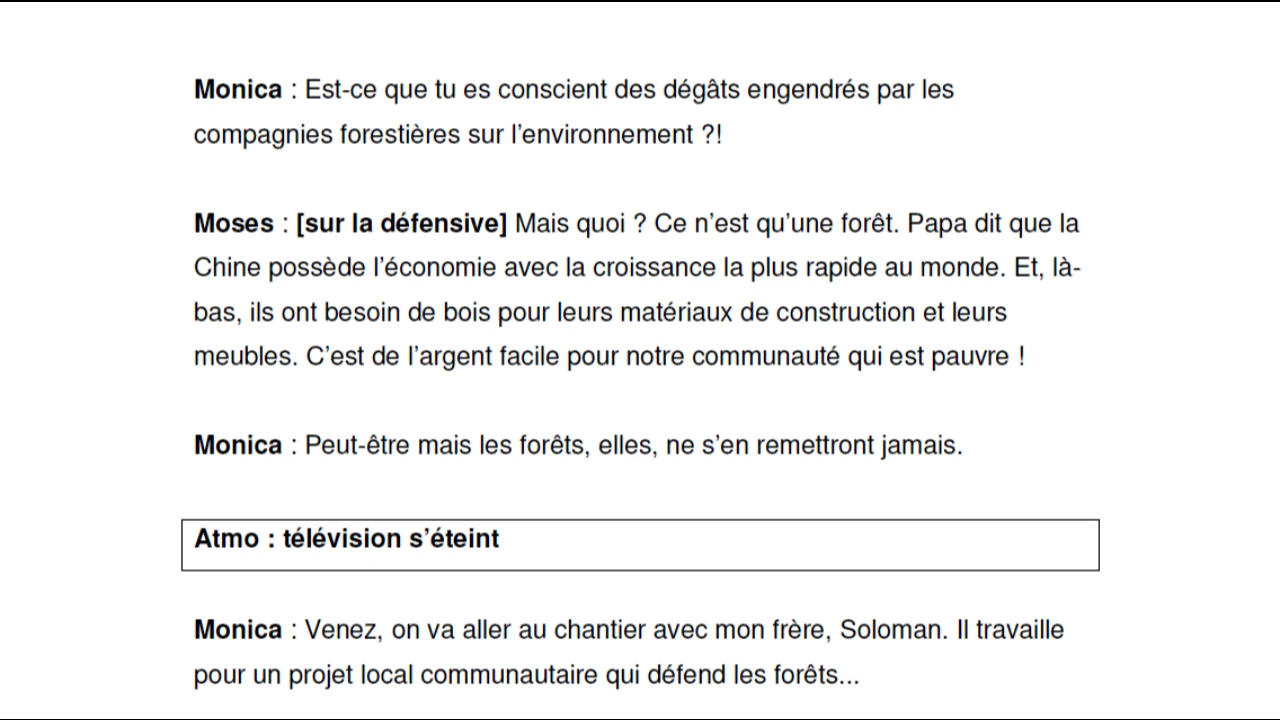 Monica : Est-ce que tu es conscient des dégâts engendrés par les
compagnies forestières sur l’environnement ?!
Moses : [sur la défensive] Mais quoi ? Ce n’est qu’une forêt. Papa dit que la
Chine possède l’économie avec la croissance la plus rapide au monde. Et, là-
bas, ils ont besoin de bois pour leurs matériaux de construction et leurs
meubles. C’est de l’argent facile pour notre communauté qui est pauvre !
Monica : Peut-être mais les forêts, elles, ne s’en remettront jamais.
Atmo : télévision s’éteint
Monica : Venez, on va aller au chantier avec mon frère, Soloman. Il travaille
pour un projet local communautaire qui défend les forêts...